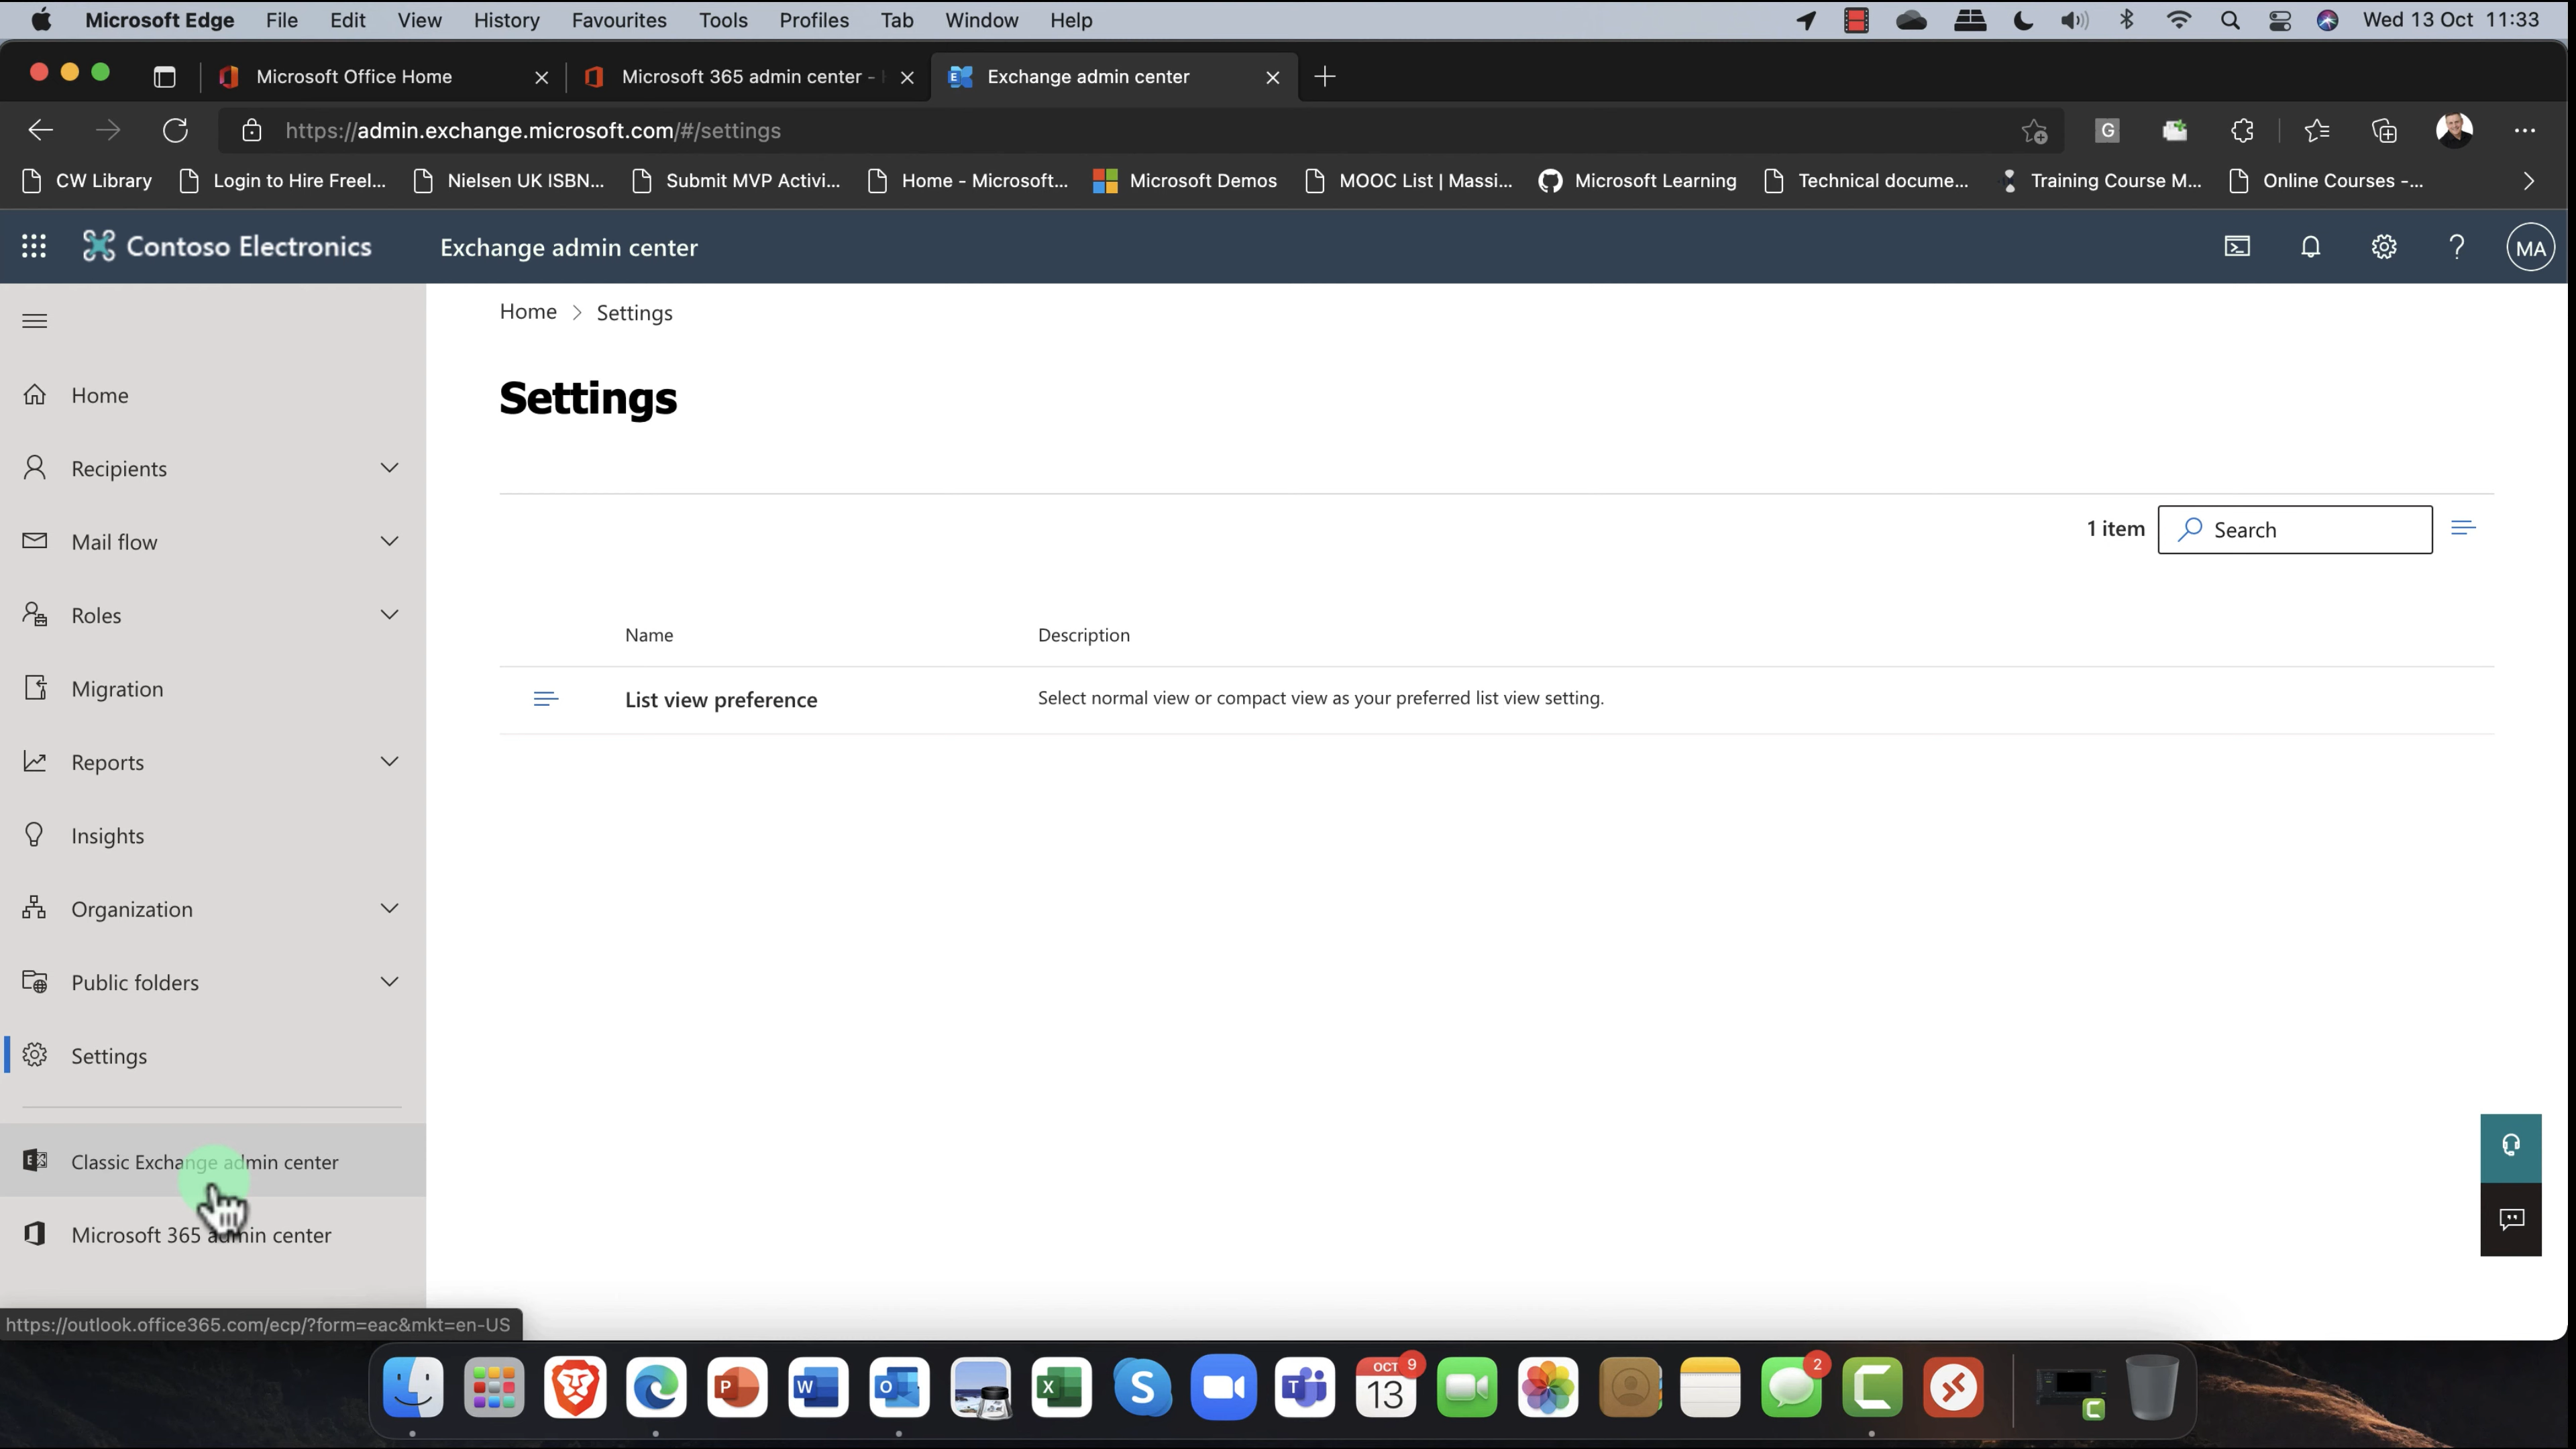 Microsoft Edge File Edit View History Favourites Tools Profiles Tab Window Help Wed 13 Oct 11:33
Microsoft Office Home Microsoft 365 admin center - Exchange admin center
https://admin.exchange.microsoft.com/#/settings
CW Library Login to Hire Freel... Nielsen UK ISBN... Submit MVP Activi... Home - Microsoft... Microsoft Demos MOOC List | Massi... Microsoft Learning Technical docume... Training Course M... Online Courses -...
Contoso Electronics Exchange admin center MA
Home > Settings
Home
Recipients
Mail flow
Roles
Migration
Reports
Insights
Organization
Public folders
Settings
Classic Exchange admin center
Microsoft 365 admin center
Settings
1 item Search
Name Description
List view preference Select normal view or compact view as your preferred list view setting.
https://outlook.office365.com/ecp/?form=eac&mkt=en-US
OCT 9
13
2